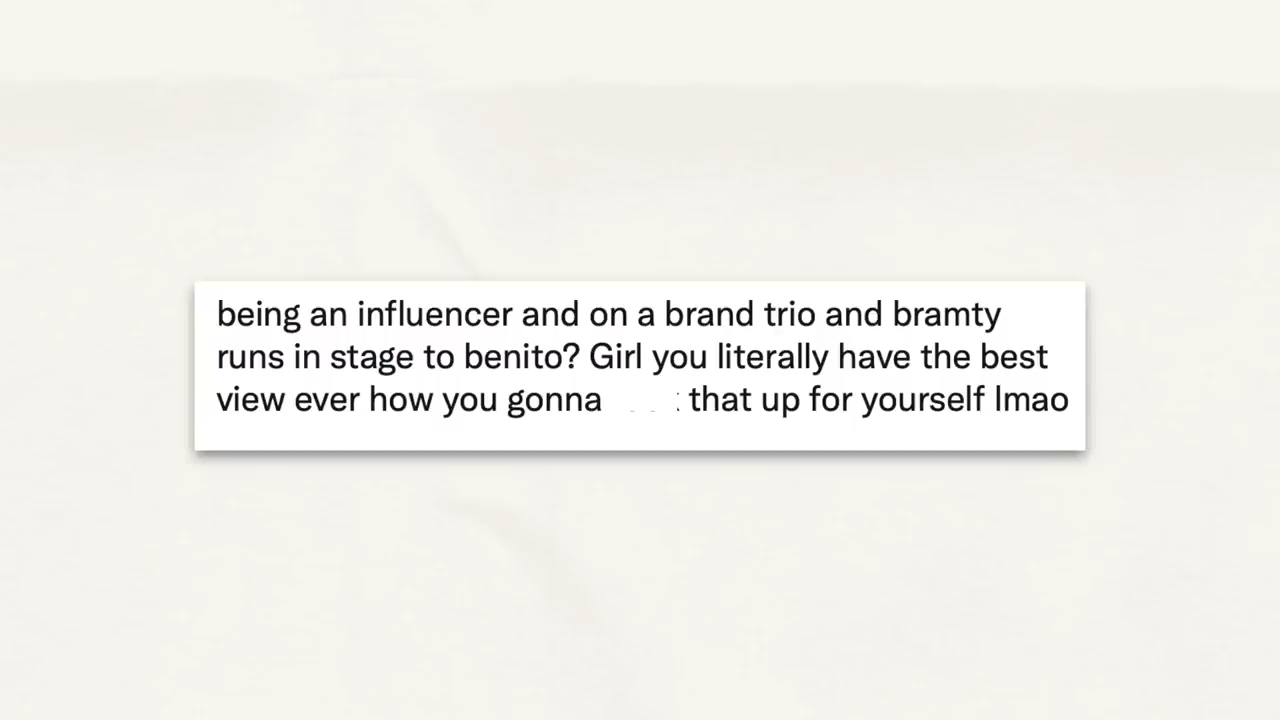 being an influencer and on a brand trio and bramty
runs in stage to benito? Girl you literally have the best
view ever how you gonna that up for yourself lmao